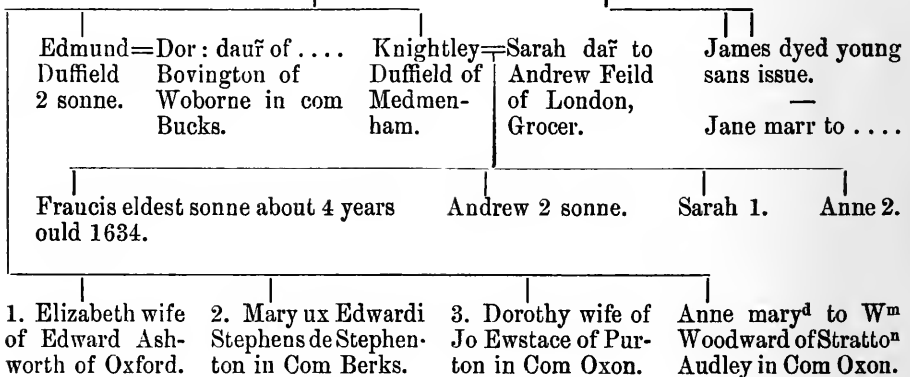 Edmund=Dor : daur̃ of ....
Duffield Bovington of
2 sonne. Woborne in com
Bucks.
Knightley=Sarah dar̃ to
Duffield of Andrew Feild
Medmen- of London,
ham. Grocer.
James dyed young
sans issue.
—
Jane marr to ....
Francis eldest sonne about 4 years
ould 1634.
Andrew 2 sonne.
Sarah 1.
Anne 2.
1. Elizabeth wife
of Edward Ash-
worth of Oxford.
2. Mary ux Edwardi
Stephens de Stephen-
ton in Com Berks.
3. Dorothy wife of
Jo Ewstace of Pur-
ton in Com Oxon.
Anne maryᵈ to Wᵐ
Woodward of Strattoⁿ
Audley in Com Oxon.